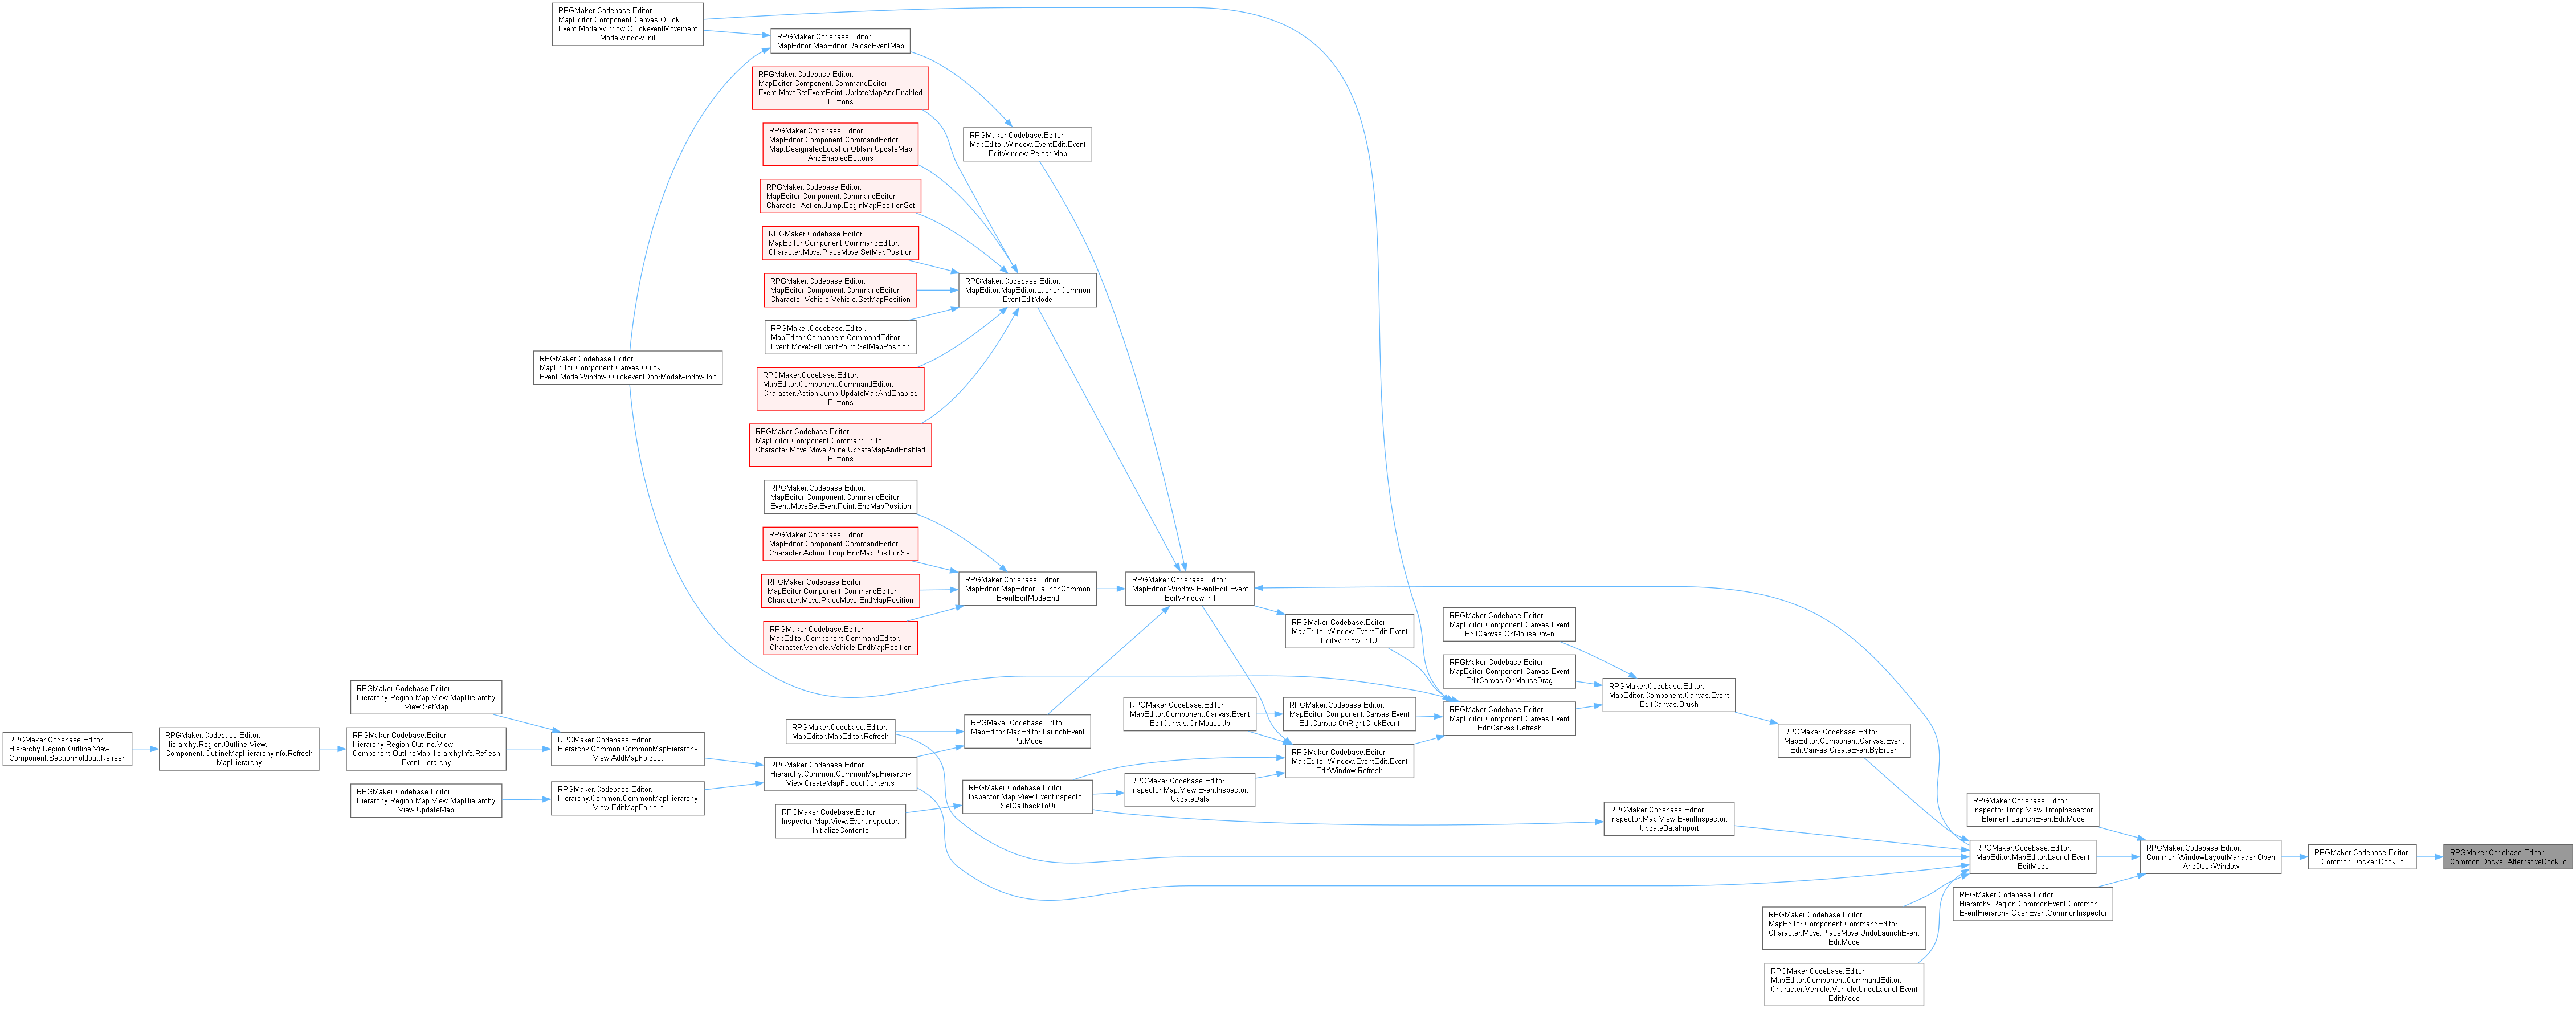 RPGMaker.Codebase.Editor.
MapEditor.Component.Canvas.Quick
Event.ModalWindow.QuickeventMovement
Modalwindow.Init
RPGMaker.Codebase.Editor.
MapEditor.MapEditor.ReloadEventMap
RPGMaker.Codebase.Editor.
MapEditor.Component.CommandEditor.
Event.MoveSetEventPoint.UpdateMapAndEnabled
Buttons
RPGMaker.Codebase.Editor.
MapEditor.Component.CommandEditor.
Map.DesignatedLocationObtain.UpdateMap
AndEnabledButtons
RPGMaker.Codebase.Editor.
MapEditor.Window.EventEdit.Event
EditWindow.ReloadMap
RPGMaker.Codebase.Editor.
MapEditor.Component.CommandEditor.
Character.Action.Jump.BeginMapPositionSet
RPGMaker.Codebase.Editor.
MapEditor.Component.CommandEditor.
Character.Move.PlaceMove.SetMapPosition
RPGMaker.Codebase.Editor.
MapEditor.Component.CommandEditor.
Character.Vehicle.Vehicle.SetMapPosition
RPGMaker.Codebase.Editor.
MapEditor.MapEditor.LaunchCommon
EventEditMode
RPGMaker.Codebase.Editor.
MapEditor.Component.CommandEditor.
Event.MoveSetEventPoint.SetMapPosition
RPGMaker.Codebase.Editor.
MapEditor.Component.Canvas.Quick
Event.ModalWindow.QuickeventDoorModalwindow.Init
RPGMaker.Codebase.Editor.
MapEditor.Component.CommandEditor.
Character.Action.Jump.UpdateMapAndEnabled
Buttons
RPGMaker.Codebase.Editor.
MapEditor.Component.CommandEditor.
Character.Move.MoveRoute.UpdateMapAndEnabled
Buttons
RPGMaker.Codebase.Editor.
MapEditor.Component.CommandEditor.
Event.MoveSetEventPoint.EndMapPosition
RPGMaker.Codebase.Editor.
MapEditor.Component.CommandEditor.
Character.Action.Jump.EndMapPositionSet
RPGMaker.Codebase.Editor.
MapEditor.Component.CommandEditor.
Character.Move.PlaceMove.EndMapPosition
RPGMaker.Codebase.Editor.
MapEditor.MapEditor.LaunchCommon
EventEditModeEnd
RPGMaker.Codebase.Editor.
MapEditor.Window.EventEdit.Event
EditWindow.Init
RPGMaker.Codebase.Editor.
MapEditor.Component.CommandEditor.
Character.Vehicle.Vehicle.EndMapPosition
RPGMaker.Codebase.Editor.
MapEditor.Window.EventEdit.Event
EditWindow.InitUI
RPGMaker.Codebase.Editor.
MapEditor.Component.Canvas.Event
EditCanvas.OnMouseDown
RPGMaker.Codebase.Editor.
MapEditor.Component.Canvas.Event
EditCanvas.OnMouseDrag
RPGMaker.Codebase.Editor.
MapEditor.Component.Canvas.Event
EditCanvas.Brush
RPGMaker.Codebase.Editor.
Hierarchy.Region.Map.View.MapHierarchy
View.SetMap
RPGMaker.Codebase.Editor.
MapEditor.Component.Canvas.Event
EditCanvas.OnMouseUp
RPGMaker.Codebase.Editor.
MapEditor.Component.Canvas.Event
EditCanvas.OnRightClickEvent
RPGMaker.Codebase.Editor.
MapEditor.Component.Canvas.Event
EditCanvas.Refresh
RPGMaker.Codebase.Editor.
MapEditor.MapEditor.Refresh
RPGMaker.Codebase.Editor.
MapEditor.MapEditor.LaunchEvent
PutMode
RPGMaker.Codebase.Editor.
MapEditor.Component.Canvas.Event
EditCanvas.CreateEventByBrush
RPGMaker.Codebase.Editor.
Hierarchy.Region.Outline.View.
Component.SectionFoldout.Refresh
RPGMaker.Codebase.Editor.
Hierarchy.Region.Outline.View.
Component.OutlineMapHierarchyInfo.Refresh
MapHierarchy
RPGMaker.Codebase.Editor.
Hierarchy.Region.Outline.View.
Component.OutlineMapHierarchyInfo.Refresh
EventHierarchy
RPGMaker.Codebase.Editor.
Hierarchy.Common.CommonMapHierarchy
View.AddMapFoldout
RPGMaker.Codebase.Editor.
MapEditor.Window.EventEdit.Event
EditWindow.Refresh
RPGMaker.Codebase.Editor.
Hierarchy.Common.CommonMapHierarchy
View.CreateMapFoldoutContents
RPGMaker.Codebase.Editor.
Inspector.Map.View.EventInspector.
SetCallbackToUi
RPGMaker.Codebase.Editor.
Inspector.Map.View.EventInspector.
UpdateData
RPGMaker.Codebase.Editor.
Hierarchy.Region.Map.View.MapHierarchy
View.UpdateMap
RPGMaker.Codebase.Editor.
Hierarchy.Common.CommonMapHierarchy
View.EditMapFoldout
RPGMaker.Codebase.Editor.
Inspector.Map.View.EventInspector.
InitializeContents
RPGMaker.Codebase.Editor.
Inspector.Map.View.EventInspector.
UpdateDataImport
RPGMaker.Codebase.Editor.
Inspector.Troop.View.TroopInspector
Element.LaunchEventEditMode
RPGMaker.Codebase.Editor.
MapEditor.MapEditor.LaunchEvent
EditMode
RPGMaker.Codebase.Editor.
Common.WindowLayoutManager.Open
AndDockWindow
RPGMaker.Codebase.Editor.
Common.Docker.DockTo
RPGMaker.Codebase.Editor.
Common.Docker.AlternativeDockTo
RPGMaker.Codebase.Editor.
Hierarchy.Region.CommonEvent.Common
EventHierarchy.OpenEventCommonInspector
RPGMaker.Codebase.Editor.
MapEditor.Component.CommandEditor.
Character.Move.PlaceMove.UndoLaunchEvent
EditMode
RPGMaker.Codebase.Editor.
MapEditor.Component.CommandEditor.
Character.Vehicle.Vehicle.UndoLaunchEvent
EditMode